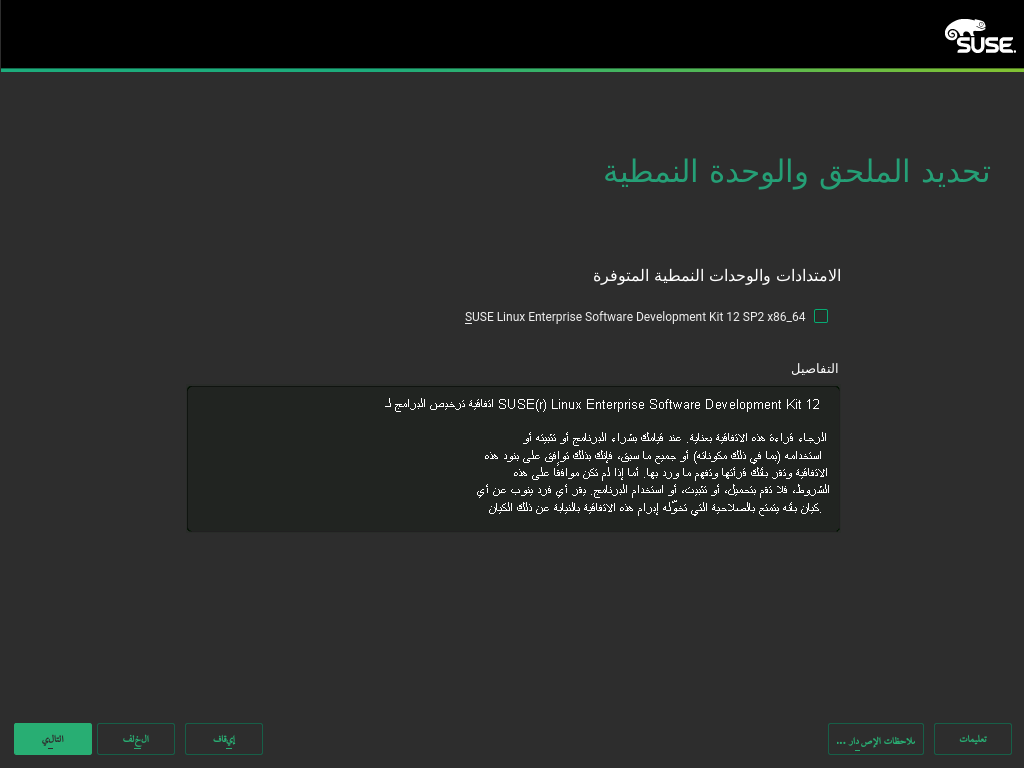 SUSE.
تحديد الملحق والوحدة النمطية
الامتدادات والوحدات النمطية المتوفرة
SUSE Linux Enterprise Software Development Kit 12 SP2 x86_64
التفاصيل
اتفاقية ترخيص البرامج لـ SUSE(r) Linux Enterprise Software Development Kit 12
الرجاء قراءة هذه الاتفاقية بعناية. عند قيامك بشراء البرنامج أو تثبيته أو
استخدامه (بما في ذلك مكوناته) أو جميع ما سبق، فإنك بذلك توافق على بنود هذه
الاتفاقية وتقر بأنك قرأتها وتفهم ما ورد بها. أما إذا لم تكن موافقًا على هذه
الشروط، فلا تقم بتحميل، أو تثبيت، أو استخدام البرنامج. يقر أي فرد ينوب عن أي
كيان بأنه يتمتع بالصلاحية التي تخوّله إبرام هذه الاتفاقية بالنيابة عن ذلك الكيان.
تعليمات
ملاحظات الإصدار ...
إيقاف
الخلف
التالي